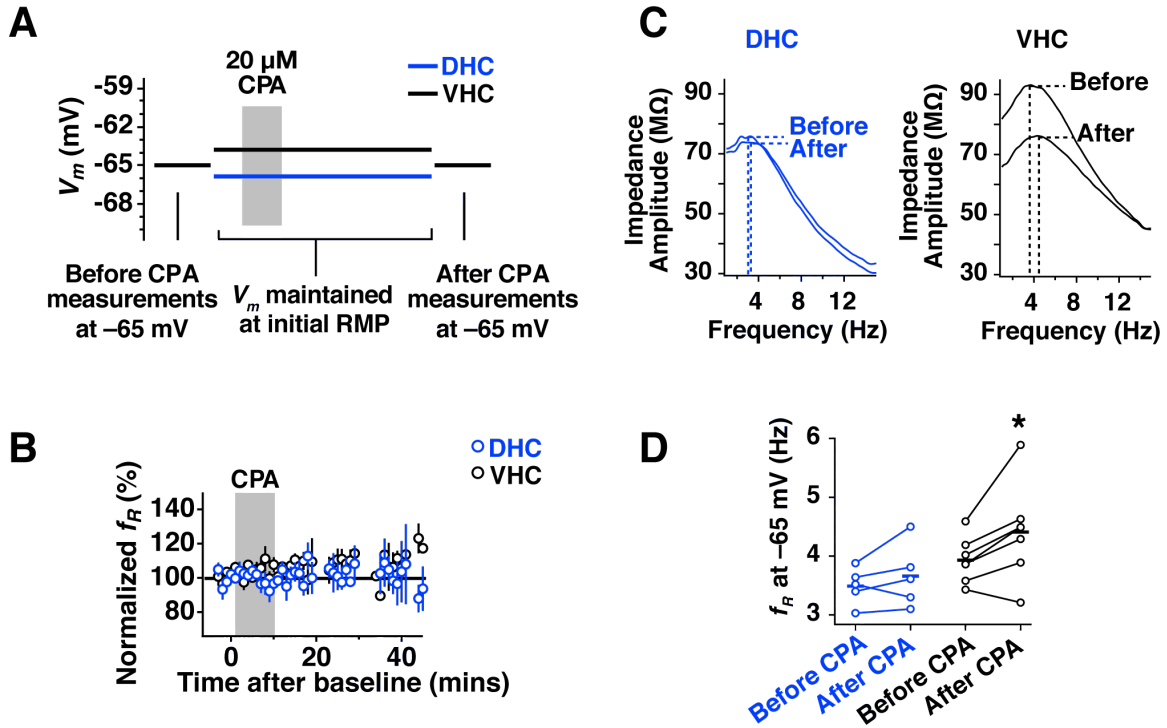 A
20 µM
CPA
DHC
VHC
Vm (mV)
-59
-62
-65
-68
Before CPA
measurements
at –65 mV
Vm maintained
at initial RMP
After CPA
measurements
at –65 mV
B
DHC
VHC
CPA
Normalized fR (%)
140
120
100
80
0
20
40
Time after baseline (mins)
C
DHC
Impedance
Amplitude (MΩ)
90
70
50
30
Before
After
4
8
12
Frequency (Hz)
VHC
Impedance
Amplitude (MΩ)
90
70
50
30
Before
After
4
8
12
Frequency (Hz)
D
fR at –65 mV (Hz)
6
5
4
3
*
Before CPA
After CPA
Before CPA
After CPA